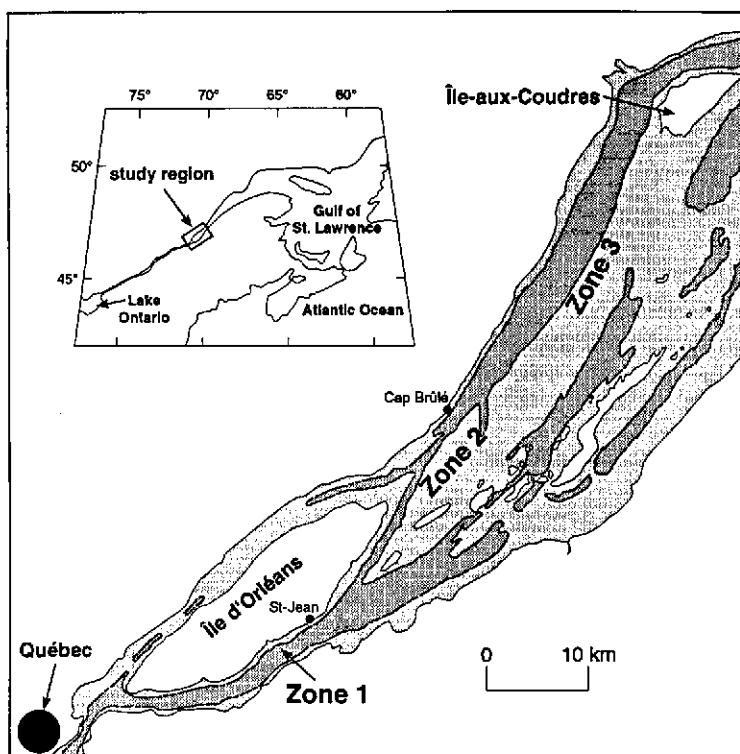 75°
70°
65°
60°
50°
45°
study region
Gulf of
St. Lawrence
Lake
Ontario
Atlantic Ocean
Île-aux-Coudres
Zone 3
Cap Brûlé
Zone 2
Île d'Orléans
St-Jean
Québec
Zone 1
0
10 km